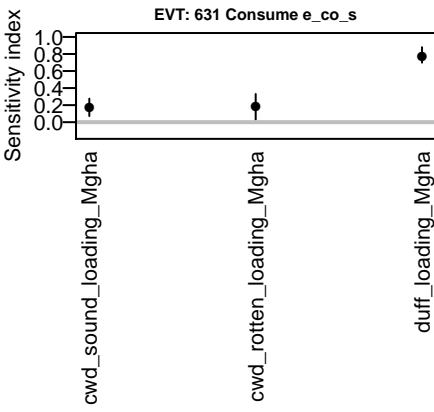 EVT: 631 Consume e_co_s
Sensitivity index
1.0
0.8
0.6
0.4
0.2
0.0
cwd_sound_loading_Mgha
cwd_rotten_loading_Mgha
duff_loading_Mgha